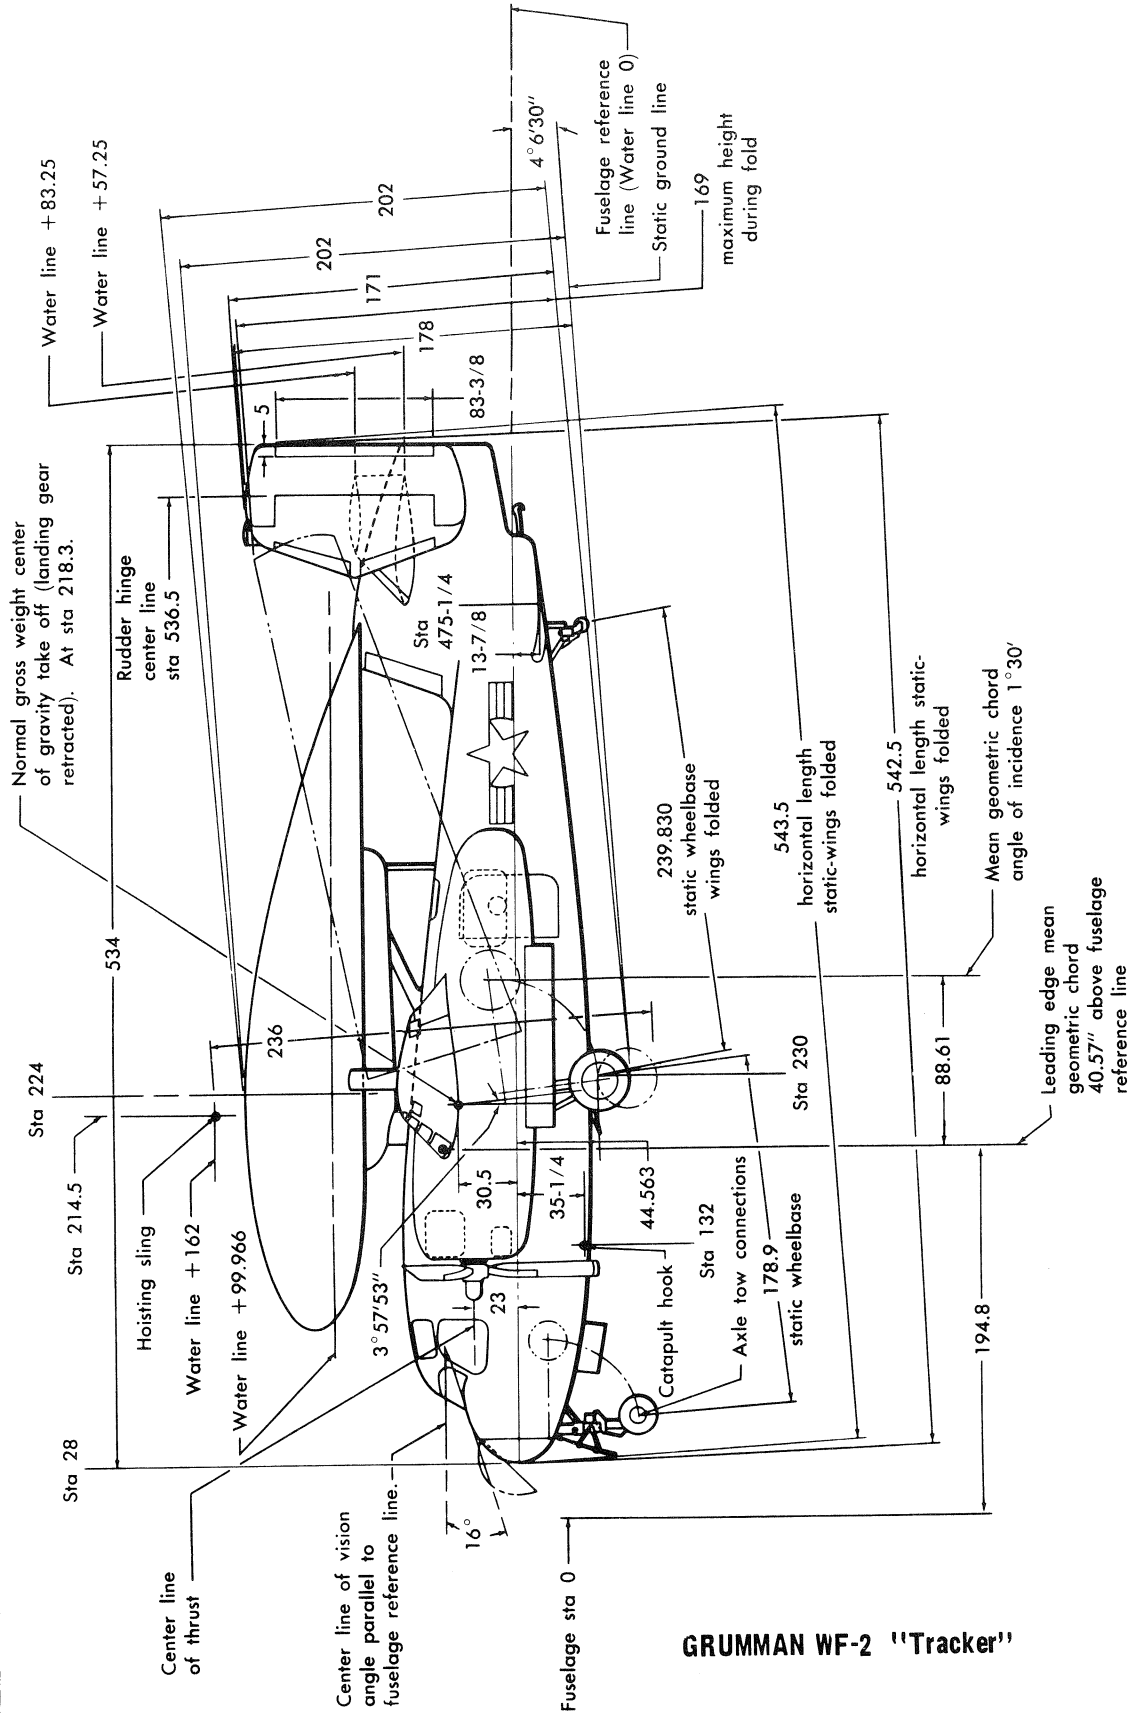 Water line +83.25
Water line +57.25
202
202
171
178
83-3/8
5
4°6'30"
Fuselage reference
line (Water line 0)
Static ground line
169
maximum height
during fold
Normal gross weight center
of gravity take off (landing gear
retracted). At sta 218.3.
Rudder hinge
center line
sta 536.5
Sta
475-1/4
13-7/8
534
236
Sta 224
Sta 214.5
Hoisting sling
Water line +162
Water line +99.966
Sta 28
3°57'53"
30.5
35-1/4
44.563
23
Sta 132
Catapult hook
Axle tow connections
178.9
static wheelbase
Sta 230
239.830
static wheelbase
wings folded
543.5
horizontal length
static-wings folded
542.5
horizontal length static-
wings folded
Mean geometric chord
angle of incidence 1°30'
88.61
Leading edge mean
geometric chord
40.57" above fuselage
reference line
194.8
Center line
of thrust
Center line of vision
angle parallel to
fuselage reference line.
16°
Fuselage sta 0
GRUMMAN WF-2 "Tracker"